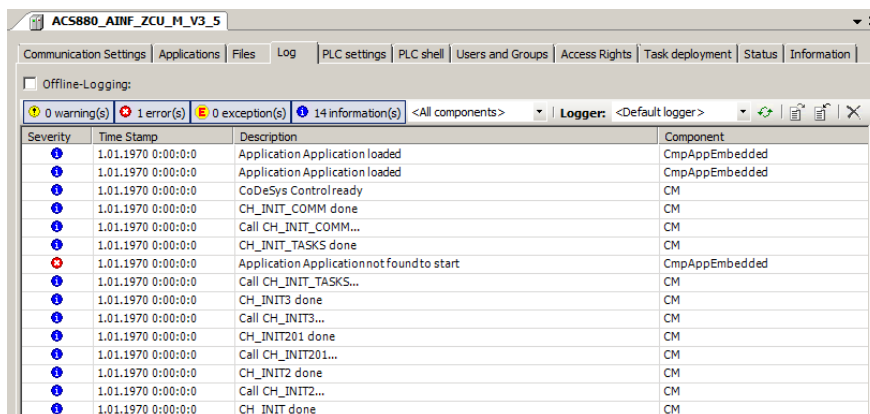 ACS880_AINF_ZCU_M_V3_5
Communication Settings Applications Files Log PLC settings PLC shell Users and Groups Access Rights Task deployment Status Information
Offline-Logging:
0 warning(s) 1 error(s) E 0 exception(s) 14 information(s) <All components> Logger: <Default logger>
Severity Time Stamp Description Component
1.01.1970 0:00:0:0 Application Application loaded CmpAppEmbedded
1.01.1970 0:00:0:0 Application Application loaded CmpAppEmbedded
1.01.1970 0:00:0:0 CoDeSys Control ready CM
1.01.1970 0:00:0:0 CH_INIT_COMM done CM
1.01.1970 0:00:0:0 Call CH_INIT_COMM... CM
1.01.1970 0:00:0:0 CH_INIT_TASKS done CM
1.01.1970 0:00:0:0 Application Application not found to start CmpAppEmbedded
1.01.1970 0:00:0:0 Call CH_INIT_TASKS... CM
1.01.1970 0:00:0:0 CH_INIT3 done CM
1.01.1970 0:00:0:0 Call CH_INIT3... CM
1.01.1970 0:00:0:0 CH_INIT201 done CM
1.01.1970 0:00:0:0 Call CH_INIT201... CM
1.01.1970 0:00:0:0 CH_INIT2 done CM
1.01.1970 0:00:0:0 Call CH_INIT2... CM
1.01.1970 0:00:0:0 CH_INIT done CM